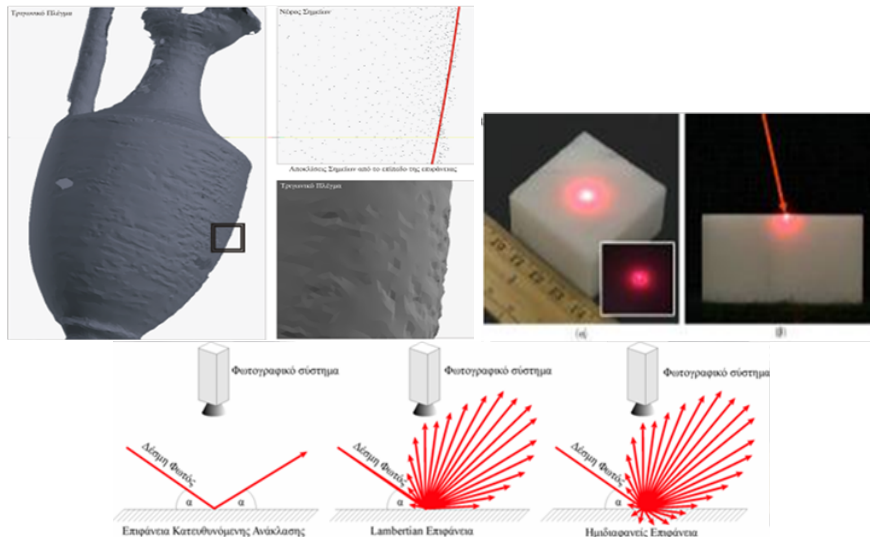 Τριγωνικό Πλέγμα
Νέφος Σημείων
Αποκλίσεις Σημείων από το επίπεδο της επιφάνειας
Τριγωνικό Πλέγμα
(α)
(β)
Φωτογραφικό σύστημα
Φωτογραφικό σύστημα
Φωτογραφικό σύστημα
Δέσμη Φωτός
Δέσμη Φωτός
Δέσμη Φωτός
α
α
α
α
α
α
Επιφάνεια Κατευθυνόμενης Ανάκλασης
Lambertian Επιφάνεια
Ημιδιαφανείς Επιφάνεια